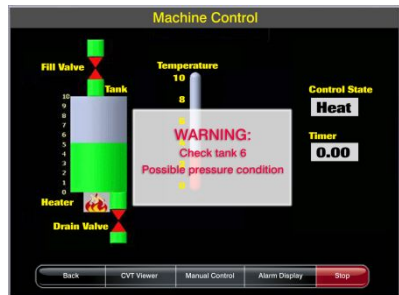 Machine Control
Fill Valve
Temperature
10
Tank
8
Control State
Heat
10
9
8
7
6
5
4
3
2
1
0
WARNING:
Check tank 6
Possible pressure condition
Timer
0.00
Heater
Drain Valve
Back
CVT Viewer
Manual Control
Alarm Display
Stop